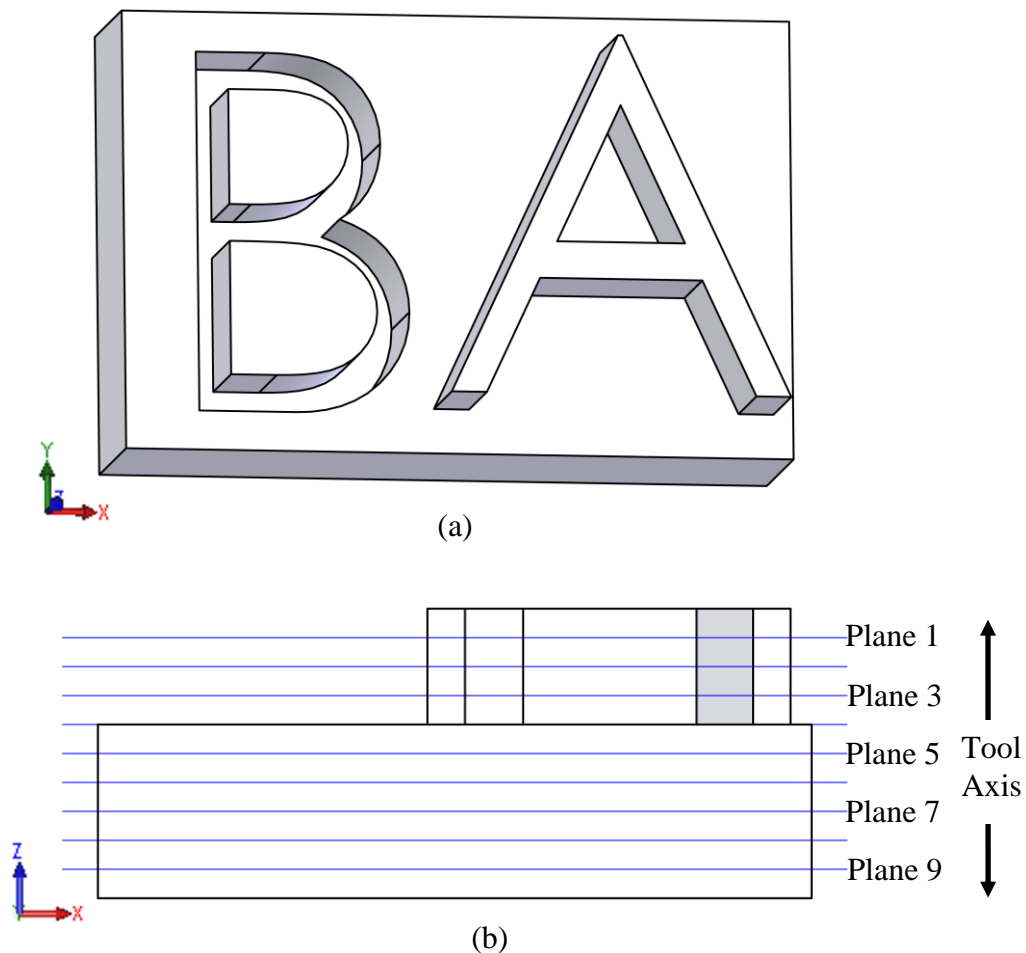 BA
Y
Z
X
(a)
Plane 1
Plane 3
Plane 5
Tool
Axis
Plane 7
Plane 9
Z
Y
X
(b)